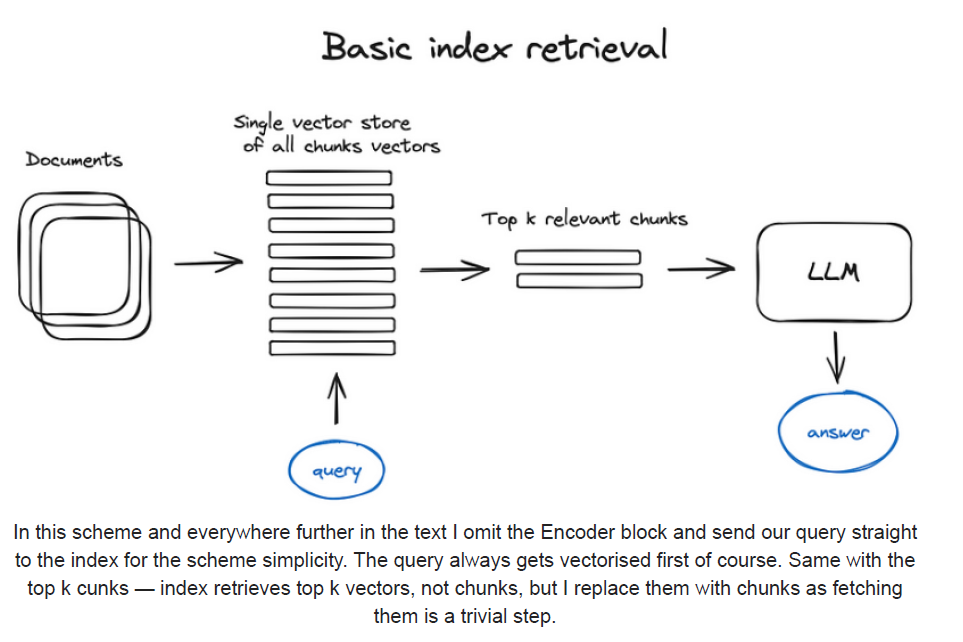 Basic index retrieval
Single vector store
of all chunks vectors
Documents
Top k relevant chunks
LLM
answer
query
In this scheme and everywhere further in the text I omit the Encoder block and send our query straight
to the index for the scheme simplicity. The query always gets vectorised first of course. Same with the
top k cunks — index retrieves top k vectors, not chunks, but I replace them with chunks as fetching
them is a trivial step.